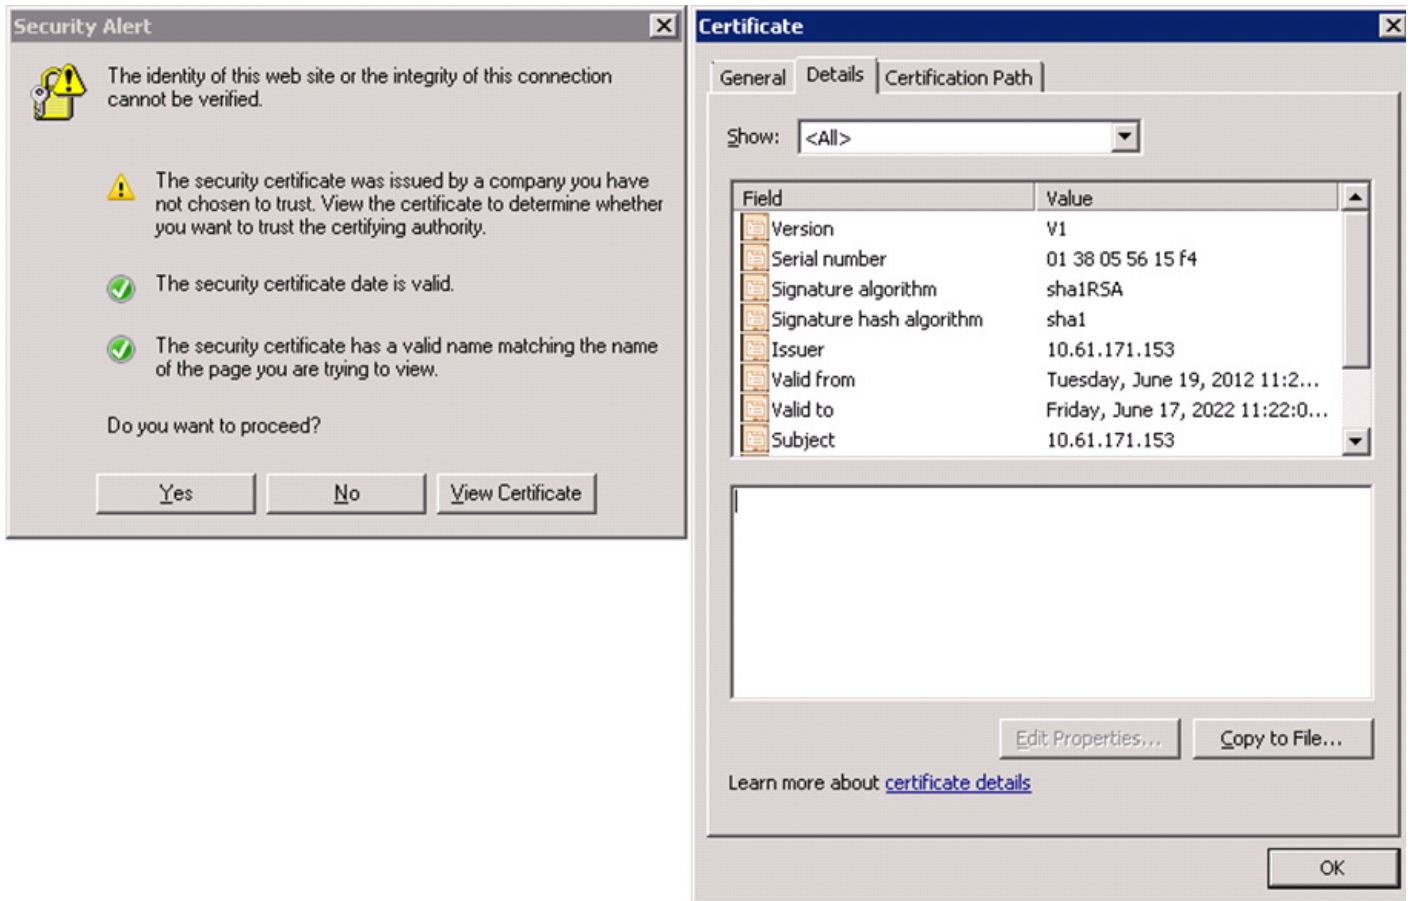 Security Alert
The identity of this web site or the integrity of this connection
cannot be verified.
The security certificate was issued by a company you have
not chosen to trust. View the certificate to determine whether
you want to trust the certifying authority.
The security certificate date is valid.
The security certificate has a valid name matching the name
of the page you are trying to view.
Do you want to proceed?
Yes No View Certificate
Certificate
General Details Certification Path
Show: <All>
Field Value
Version V1
Serial number 01 38 05 56 15 f4
Signature algorithm sha1RSA
Signature hash algorithm sha1
Issuer 10.61.171.153
Valid from Tuesday, June 19, 2012 11:2...
Valid to Friday, June 17, 2022 11:22:0...
Subject 10.61.171.153
Edit Properties... Copy to File...
Learn more about certificate details
OK